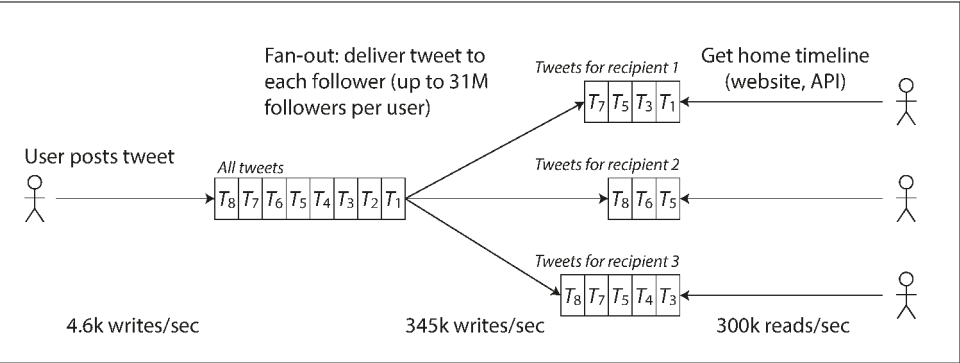 Fan-out: deliver tweet to
each follower (up to 31M
followers per user)
Tweets for recipient 1
T₇ T₅ T₃ T₁
Get home timeline
(website, API)
User posts tweet
All tweets
T₈ T₇ T₆ T₅ T₄ T₃ T₂ T₁
Tweets for recipient 2
T₈ T₆ T₅
Tweets for recipient 3
T₈ T₇ T₅ T₄ T₃
4.6k writes/sec
345k writes/sec
300k reads/sec